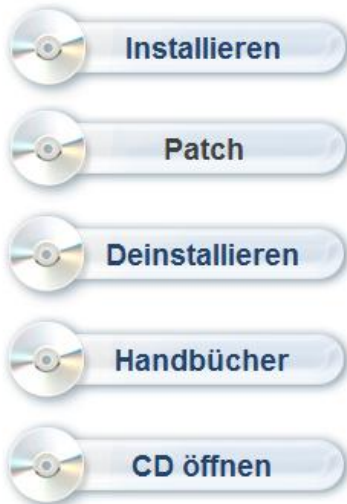 Installieren
Patch
Deinstallieren
Handbücher
CD öffnen